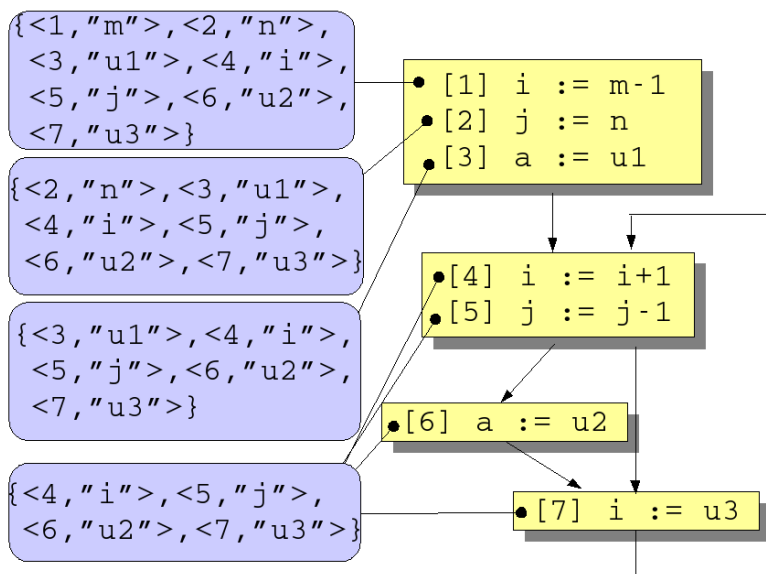 {<1,"m">,<2,"n">,
<3,"u1">,<4,"i">,
<5,"j">,<6,"u2">,
<7,"u3">}
{<2,"n">,<3,"u1">,
<4,"i">,<5,"j">,
<6,"u2">,<7,"u3">}
{<3,"u1">,<4,"i">,
<5,"j">,<6,"u2">,
<7,"u3">}
{<4,"i">,<5,"j">,
<6,"u2">,<7,"u3">}
[1] i := m-1
[2] j := n
[3] a := u1
[4] i := i+1
[5] j := j-1
[6] a := u2
[7] i := u3